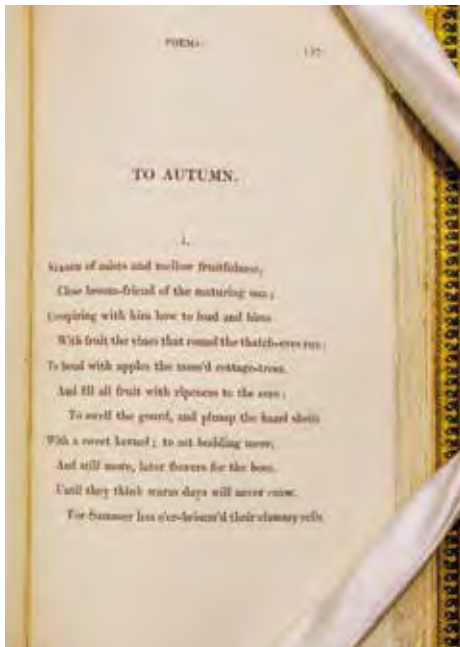 POEMS.
137
TO AUTUMN.
1.
SEASON of mists and mellow fruitfulness,
Close bosom-friend of the maturing sun;
Conspiring with him how to load and bless
With fruit the vines that round the thatch-eves run;
To bend with apples the moss'd cottage-trees,
And fill all fruit with ripeness to the core;
To swell the gourd, and plump the hazel shells
With a sweet kernel; to set budding more,
And still more, later flowers for the bees,
Until they think warm days will never cease,
For Summer has o'er-brimm'd their clammy cells.